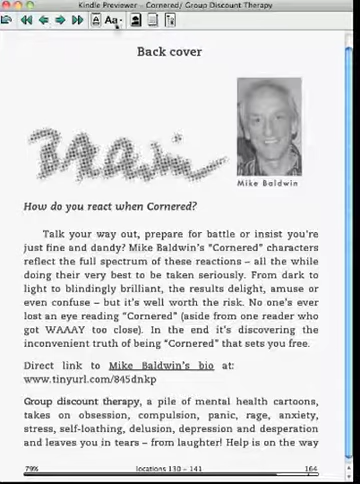 Kindle Previewer - Cornered/ Group Discount Therapy
Aa
Back cover
Mike Baldwin
How do you react when Cornered?
Talk your way out, prepare for battle or insist you're
just fine and dandy? Mike Baldwin's "Cornered" characters
reflect the full spectrum of these reactions – all the while
doing their very best to be taken seriously. From dark to
light to blindingly brilliant, the results delight, amuse or
even confuse – but it's well worth the risk. No one's ever
lost an eye reading "Cornered" (aside from one reader who
got WAAAY too close). In the end it's discovering the
inconvenient truth of being "Cornered" that sets you free.
Direct link to Mike Baldwin's bio at:
www.tinyurl.com/845dnkp
Group discount therapy, a pile of mental health cartoons,
takes on obsession, compulsion, panic, rage, anxiety,
stress, self-loathing, delusion, depression and desperation
and leaves you in tears – from laughter! Help is on the way
79% locations 130 – 141 164